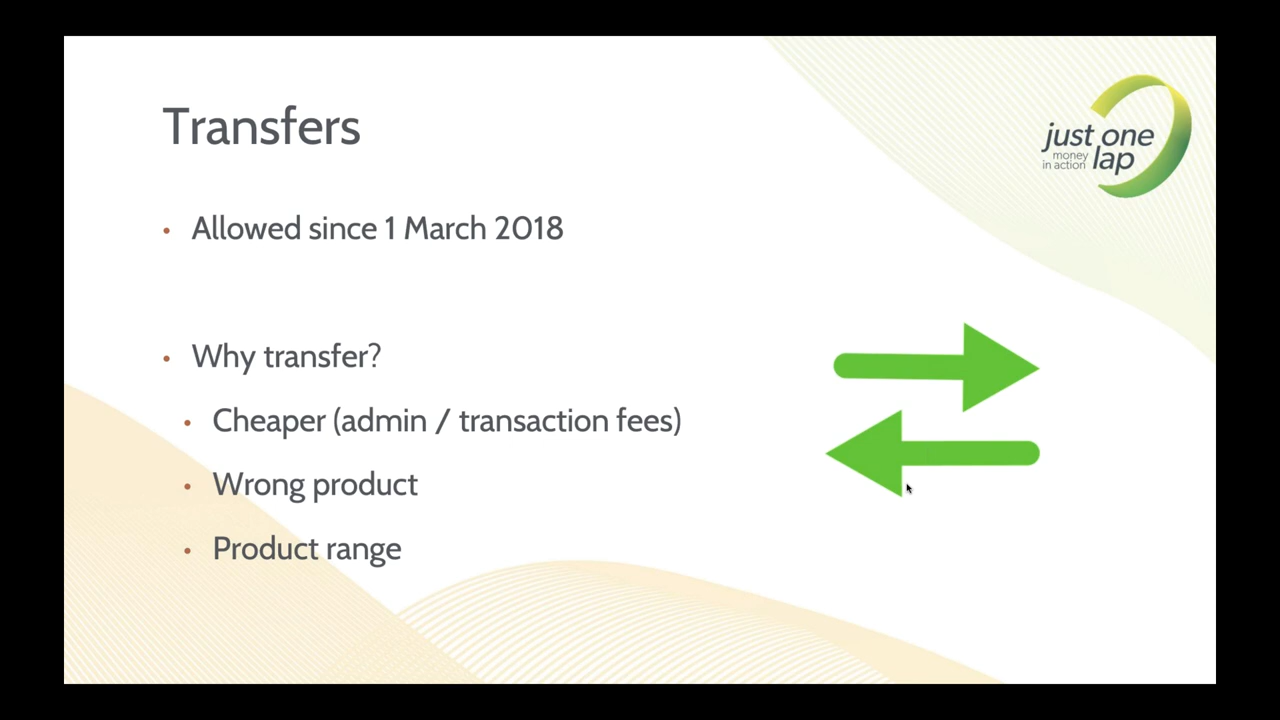 Transfers
just one
money
in action lap
• Allowed since 1 March 2018
• Why transfer?
• Cheaper (admin / transaction fees)
• Wrong product
• Product range